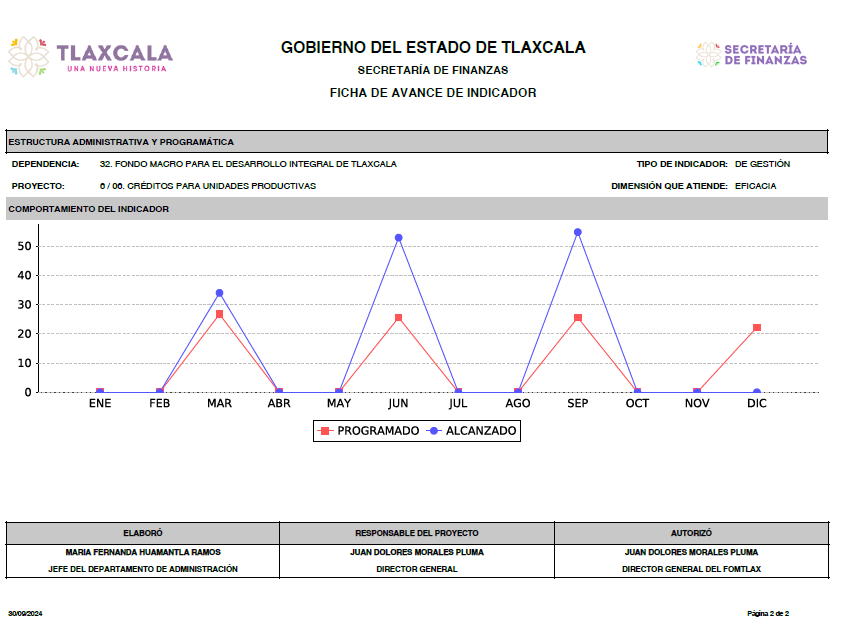 TLAXCALA
UNA NUEVA HISTORIA
GOBIERNO DEL ESTADO DE TLAXCALA
SECRETARÍA DE FINANZAS
FICHA DE AVANCE DE INDICADOR
SECRETARÍA
DE FINANZAS
ESTRUCTURA ADMINISTRATIVA Y PROGRAMÁTICA
DEPENDENCIA: 32. FONDO MACRO PARA EL DESARROLLO INTEGRAL DE TLAXCALA TIPO DE INDICADOR: DE GESTIÓN
PROYECTO: 6 / 06. CRÉDITOS PARA UNIDADES PRODUCTIVAS DIMENSIÓN QUE ATIENDE: EFICACIA
COMPORTAMIENTO DEL INDICADOR
50
40
30
20
10
0
ENE FEB MAR ABR MAY JUN JUL AGO SEP OCT NOV DIC
PROGRAMADO ALCANZADO
ELABORÓ RESPONSABLE DEL PROYECTO AUTORIZÓ
MARIA FERNANDA HUAMANTLA RAMOS JUAN DOLORES MORALES PLUMA JUAN DOLORES MORALES PLUMA
JEFE DEL DEPARTAMENTO DE ADMINISTRACIÓN DIRECTOR GENERAL DIRECTOR GENERAL DEL FOMTLAX
30/09/2024 Página 2 de 2